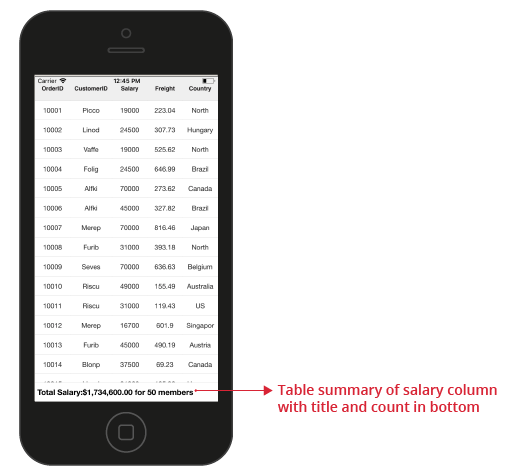 Carrier 12:45 PM
OrderID CustomerID Salary Freight Country
10001 Picco 19000 223.04 North
10002 Linod 24500 307.73 Hungary
10003 Vaffe 19000 525.62 North
10004 Folig 24500 646.99 Brazil
10005 Alfki 70000 273.62 Canada
10006 Alfki 45000 327.82 Brazil
10007 Merep 70000 816.46 Japan
10008 Furib 31000 393.18 North
10009 Seves 70000 636.63 Belgium
10010 Riscu 49000 155.49 Australia
10011 Riscu 31000 119.43 US
10012 Merep 16700 601.9 Singapor
10013 Furib 45000 490.19 Austria
10014 Blonp 37500 69.23 Canada
Total Salary:$1,734,600.00 for 50 members
Table summary of salary column
with title and count in bottom